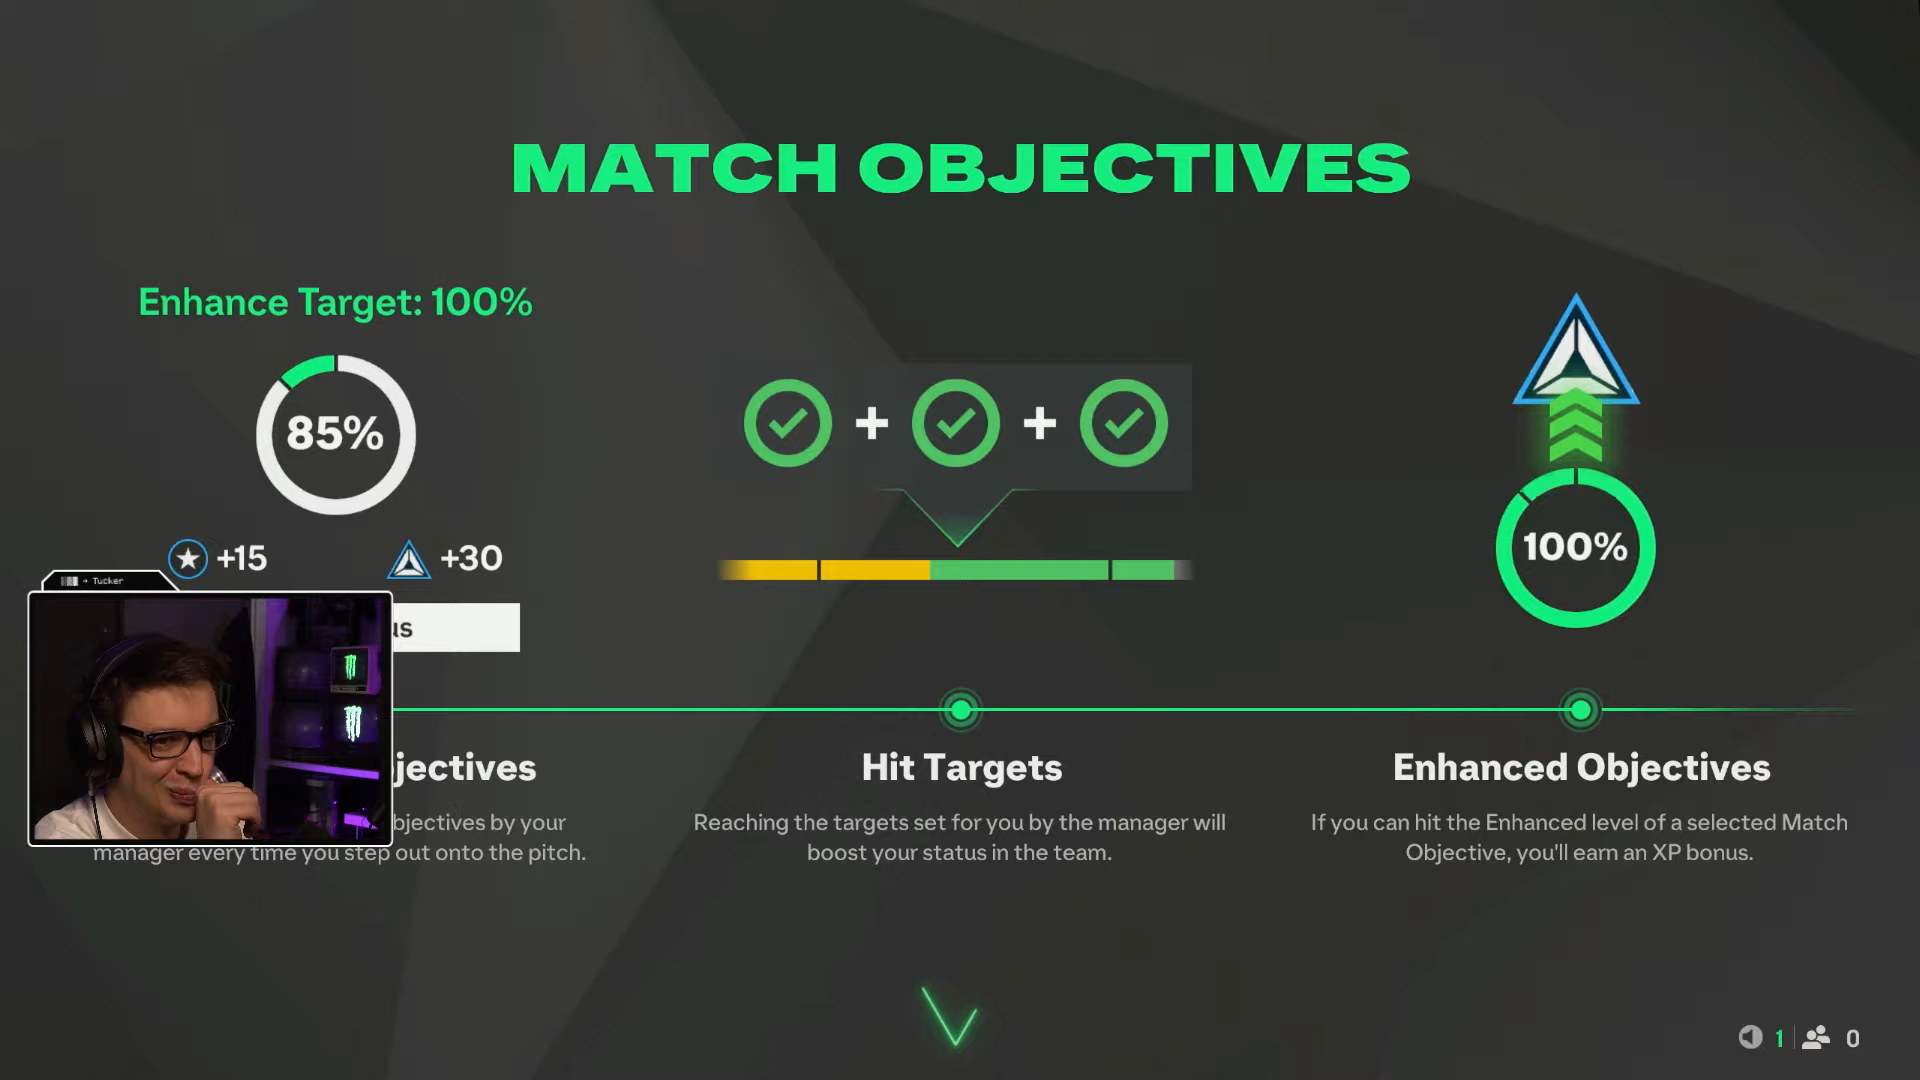 MATCH OBJECTIVES
Enhance Target: 100%
85%
+15
+30
100%
Tucker
Hit Targets
Enhanced Objectives
Reaching the targets set for you by the manager will
boost your status in the team.
If you can hit the Enhanced level of a selected Match
Objective, you'll earn an XP bonus.
bjectives by your
manager every time you step out onto the pitch.
1
0